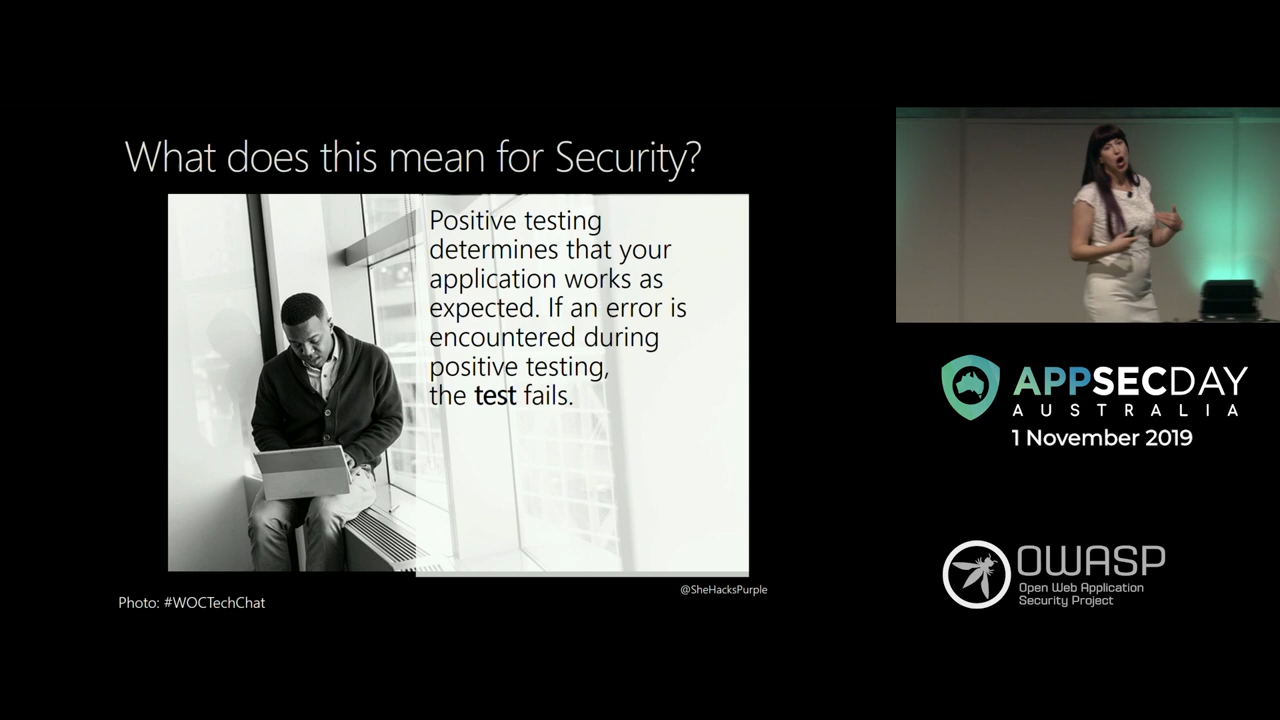 What does this mean for Security?
Positive testing
determines that your
application works as
expected. If an error is
encountered during
positive testing,
the test fails.
@SheHacksPurple
Photo: #WOCTechChat
APPSECDAY
AUSTRALIA
1 November 2019
OWASP
Open Web Application
Security Project